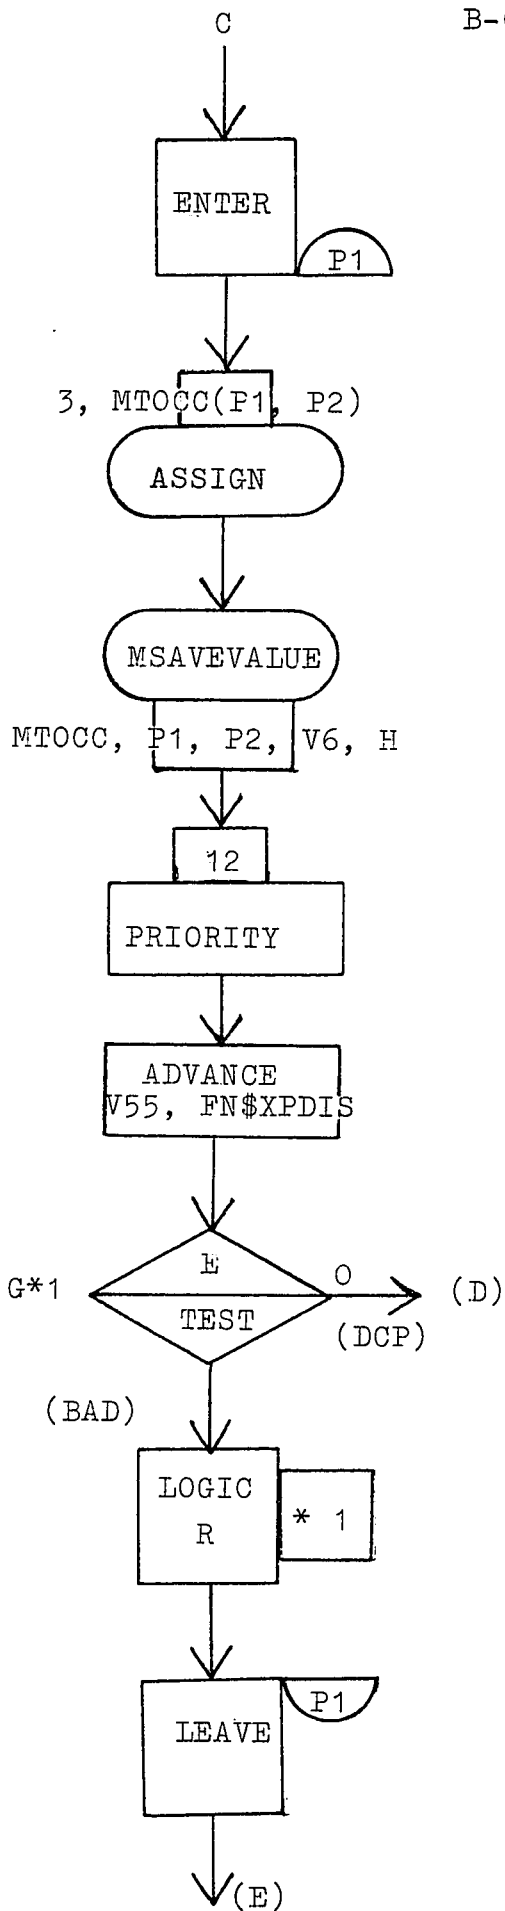 C
B-
ENTER
P1
3, MTOCC(P1, P2)
ASSIGN
MSAVEVALUE
MTOCC, P1, P2, V6, H
12
PRIORITY
ADVANCE
V55, FN$XPDIS
E
G*1
O
(D)
TEST
(DCP)
(BAD)
LOGIC
R
* 1
P1
LEAVE
(E)